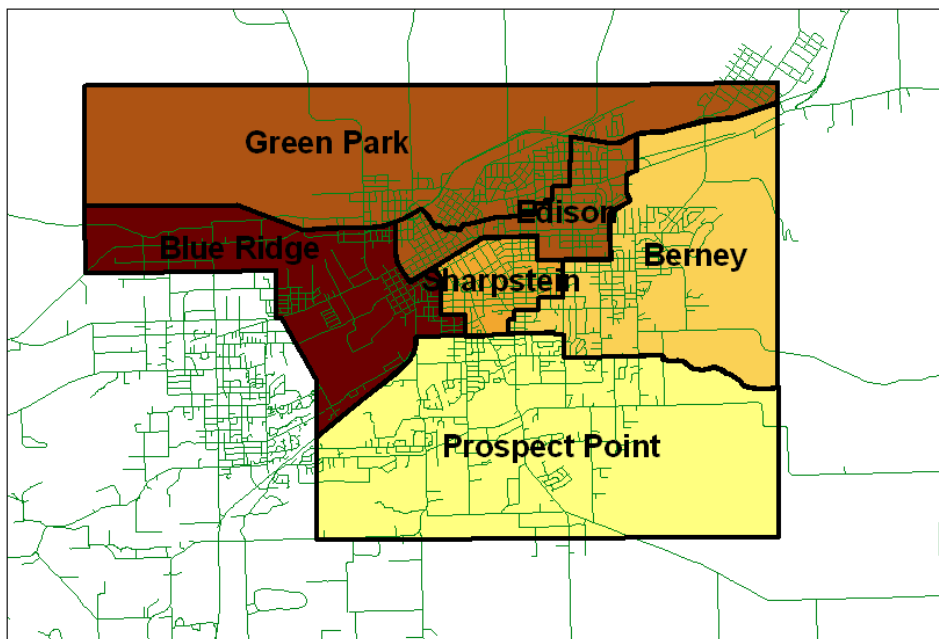 Green Park
Edison
Blue Ridge
Berney
Sharpstein
Prospect Point